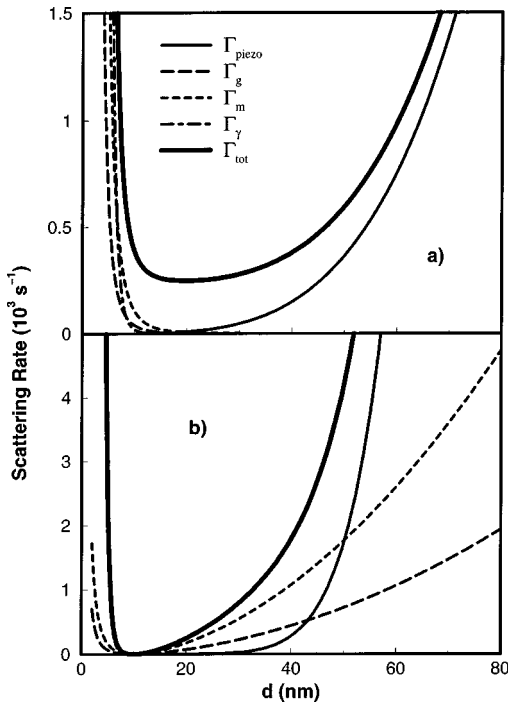 1.5
Γpiezo
Γg
Γm
Γγ
Γtot
1
0.5
a)
0
Scattering Rate (10³ s⁻¹)
4
b)
3
2
1
0
0 20 40 60 80
d (nm)